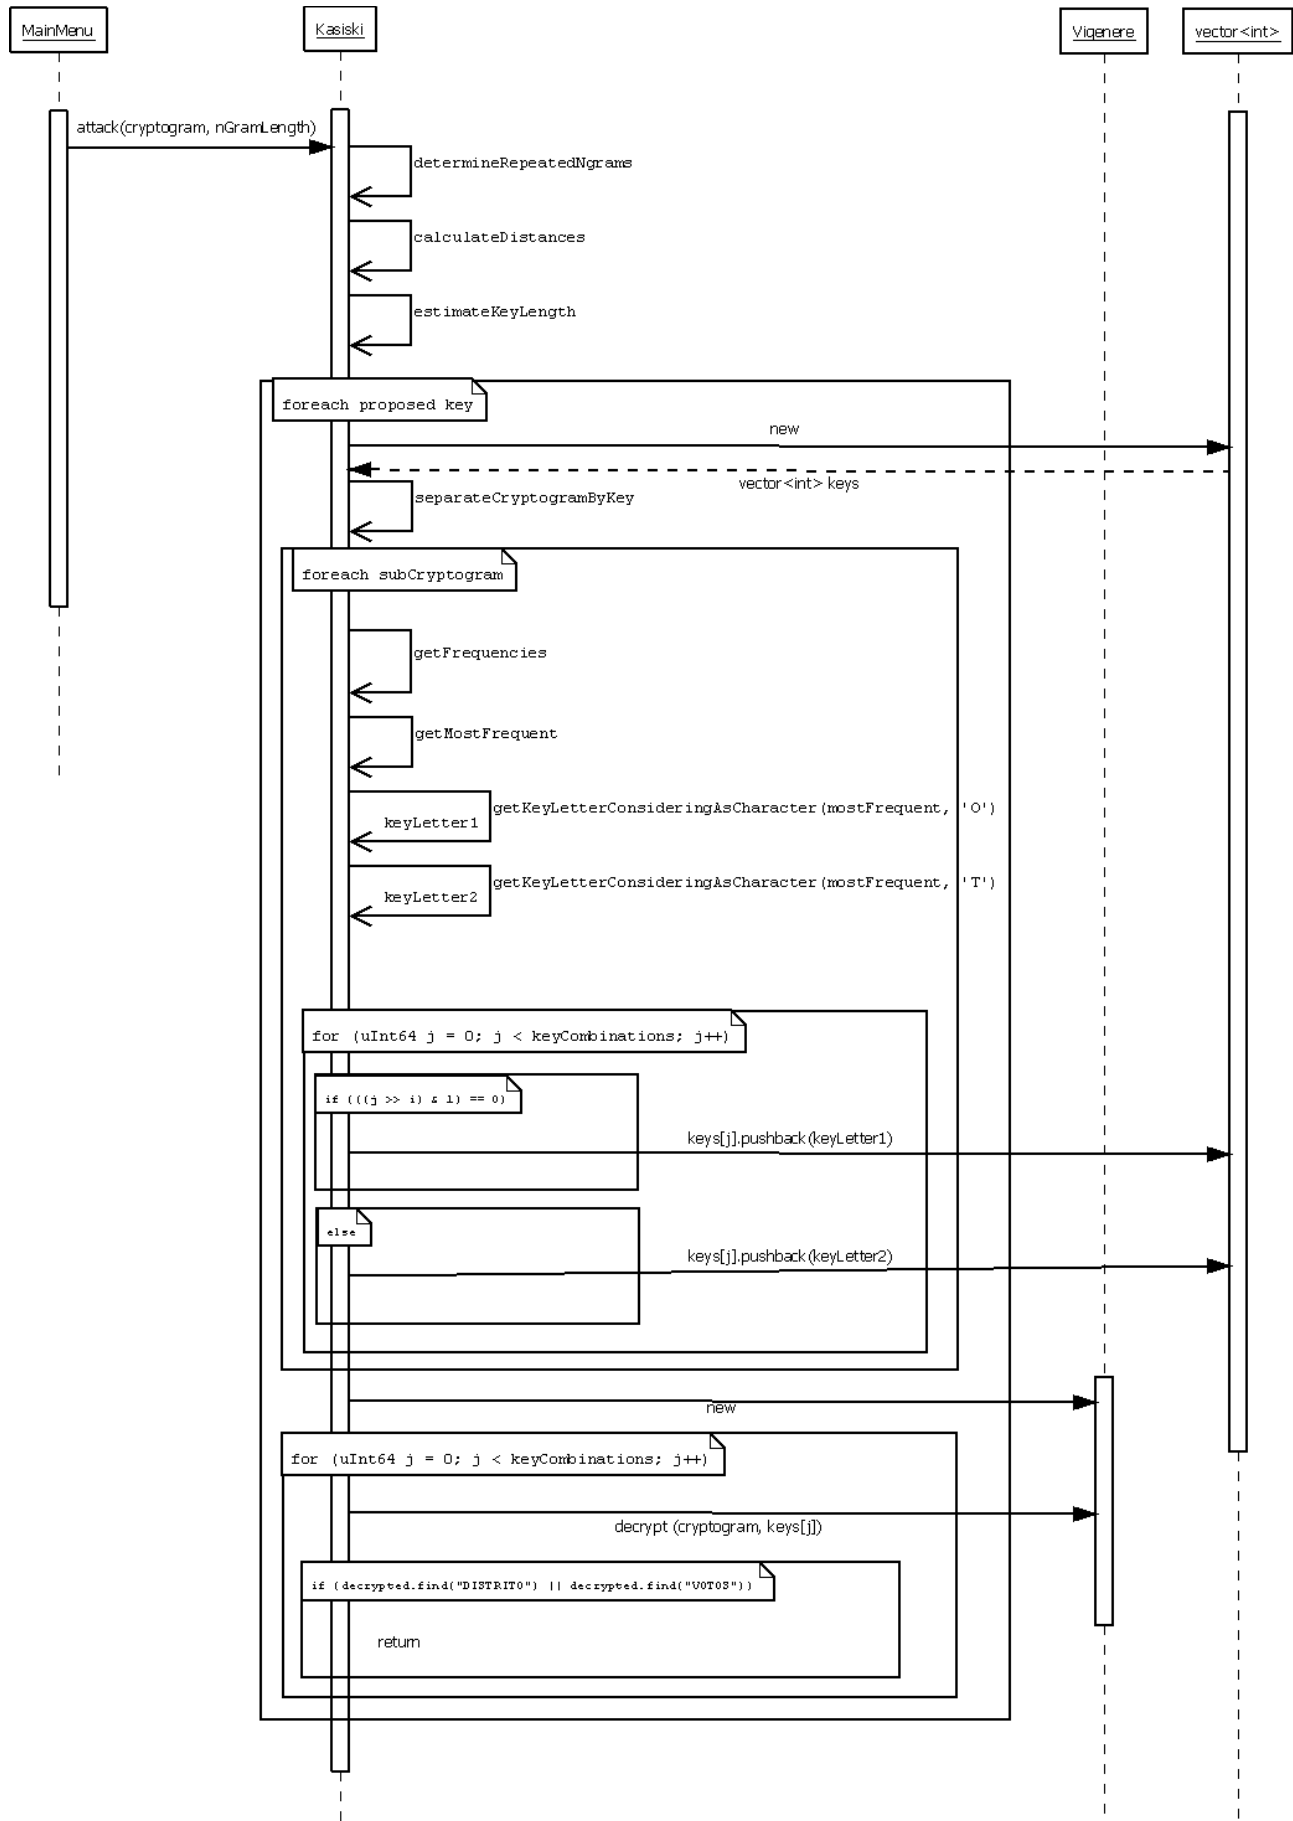 MainMenu
Kasiski
Vigenere
vector<int>
attack(cryptogram, nGramLength)
determineRepeatedNgrams
calculateDistances
estimateKeyLength
foreach proposed key
new
vector<int> keys
separateCryptogramByKey
foreach subCryptogram
getFrequencies
getMostFrequent
getKeyLetterConsideringAsCharacter(mostFrequent, 'O')
keyLetter1
getKeyLetterConsideringAsCharacter(mostFrequent, 'T')
keyLetter2
for (uInt64 j = 0; j < keyCombinations; j++)
if (((j >> i) & 1) == 0)
keys[j].pushback(keyLetter1)
else
keys[j].pushback(keyLetter2)
new
for (uInt64 j = 0; j < keyCombinations; j++)
decrypt (cryptogram, keys[j])
if (decrypted.find("DISTRITO") || decrypted.find("VOTOS"))
return